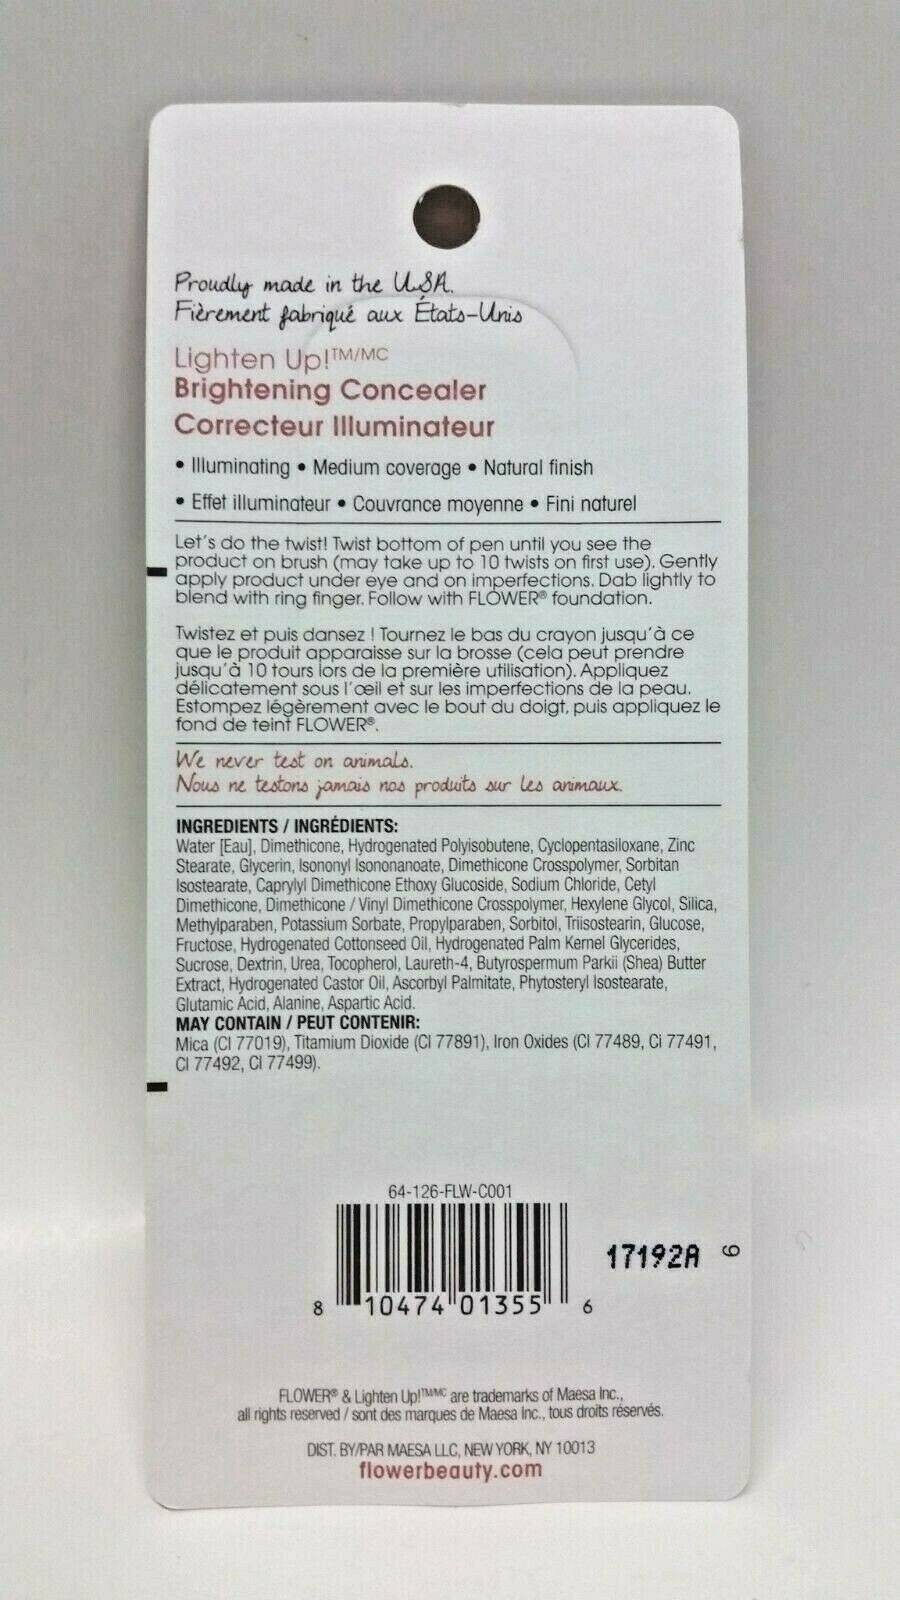 Proudly made in the USA.
Fièrement fabriqué aux États-Unis
Lighten Up!™/MC
Brightening Concealer
Correcteur Illuminateur
• Illuminating • Medium coverage • Natural finish
• Effet illuminateur • Couvrance moyenne • Fini naturel
Let's do the twist! Twist bottom of pen until you see the
product on brush (may take up to 10 twists on first use). Gently
apply product under eye and on imperfections. Dab lightly to
blend with ring finger. Follow with FLOWER® foundation.
Twistez et puis dansez ! Tournez le bas du crayon jusqu'à ce
que le produit apparaisse sur la brosse (cela peut prendre
jusqu'à 10 tours lors de la première utilisation). Appliquez
délicatement sous l'œil et sur les imperfections de la peau.
Estompez légèrement avec le bout du doigt, puis appliquez le
fond de teint FLOWER®.
We never test on animals.
Nous ne testons jamais nos produits sur les animaux.
INGREDIENTS / INGRÉDIENTS:
Water [Eau], Dimethicone, Hydrogenated Polyisobutene, Cyclopentasiloxane, Zinc
Stearate, Glycerin, Isononyl Isononanoate, Dimethicone Crosspolymer, Sorbitan
Isostearate, Caprylyl Dimethicone Ethoxy Glucoside, Sodium Chloride, Cetyl
Dimethicone, Dimethicone / Vinyl Dimethicone Crosspolymer, Hexylene Glycol, Silica,
Methylparaben, Potassium Sorbate, Propylparaben, Sorbitol, Triisostearin, Glucose,
Fructose, Hydrogenated Cottonseed Oil, Hydrogenated Palm Kernel Glycerides,
Sucrose, Dextrin, Urea, Tocopherol, Laureth-4, Butyrospermum Parkii (Shea) Butter
Extract, Hydrogenated Castor Oil, Ascorbyl Palmitate, Phytosteryl Isostearate,
Glutamic Acid, Alanine, Aspartic Acid.
MAY CONTAIN / PEUT CONTENIR:
Mica (CI 77019), Titamium Dioxide (CI 77891), Iron Oxides (CI 77489, CI 77491,
CI 77492, CI 77499).
64-126-FLW-C001
17192A 6
8 10474 01355 6
FLOWER® & Lighten Up!™/MC are trademarks of Maesa Inc.,
all rights reserved / sont des marques de Maesa Inc., tous droits réservés.
DIST. BY/PAR MAESA LLC, NEW YORK, NY 10013
flowerbeauty.com